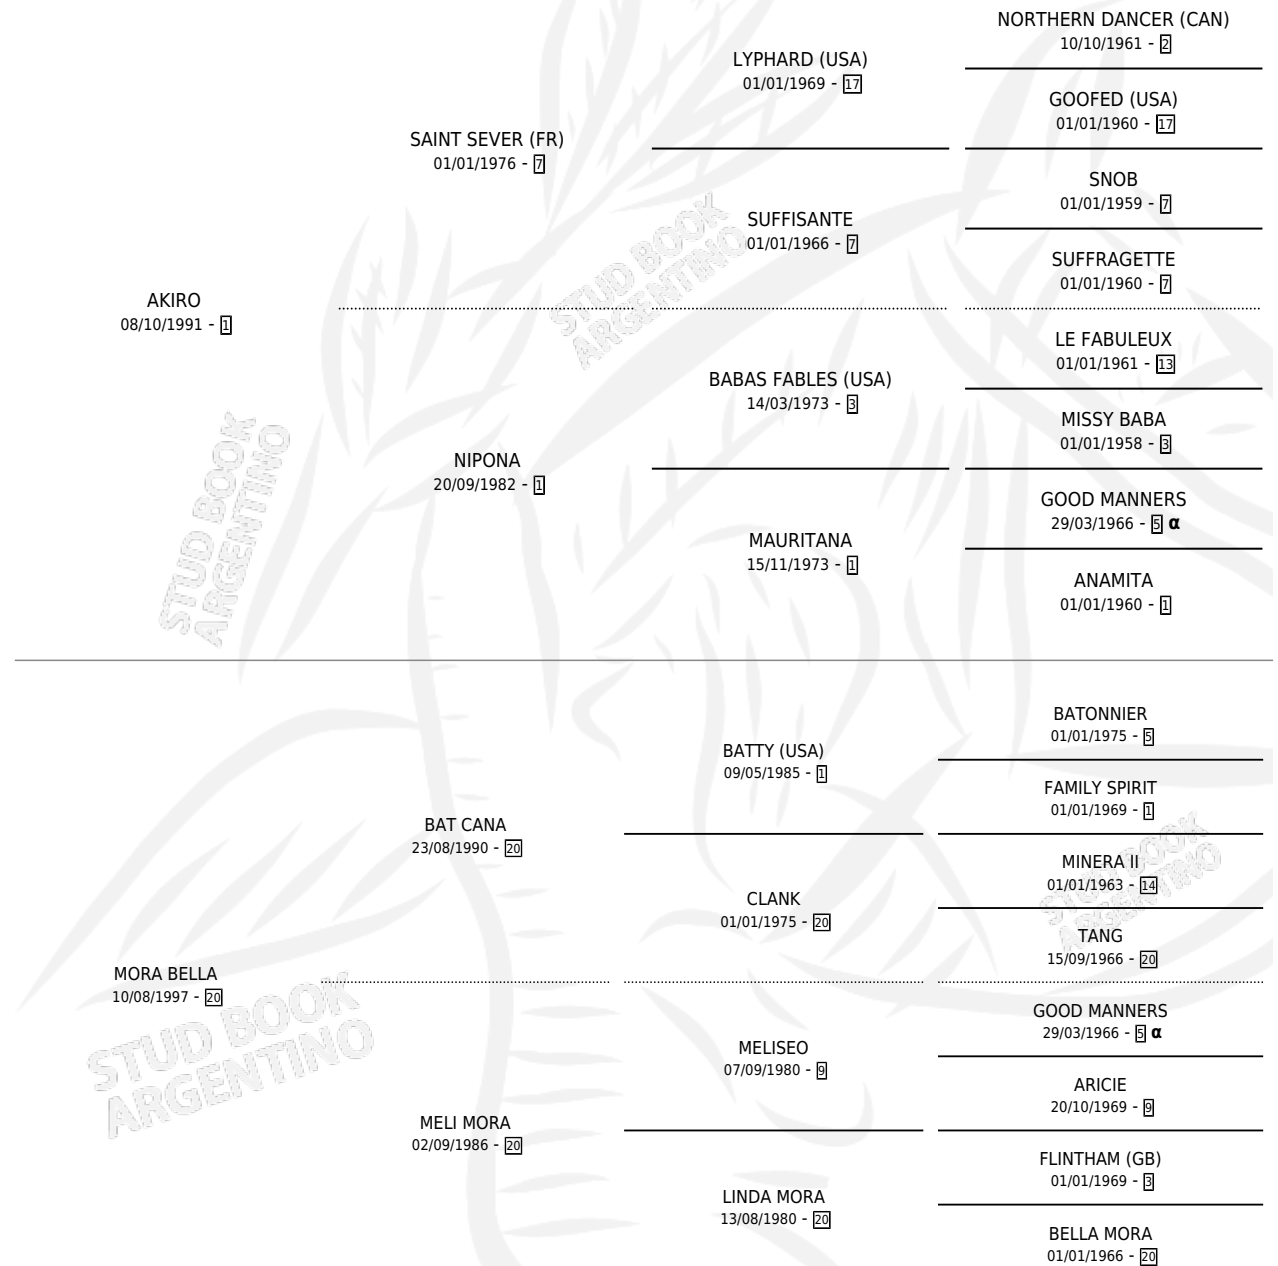 NORTHERN DANCER (CAN)
10/10/1961 - 2
LYPHARD (USA)
01/01/1969 - 17
GOOFED (USA)
01/01/1960 - 17
SAINT SEVER (FR)
01/01/1976 - 7
SNOB
01/01/1959 - 7
SUFFISANTE
01/01/1966 - 7
SUFFRAGETTE
01/01/1960 - 7
AKIRO
08/10/1991 - 1
LE FABULEUX
01/01/1961 - 13
BABAS FABLES (USA)
14/03/1973 - 3
MISSY BABA
01/01/1958 - 3
NIPONA
20/09/1982 - 1
GOOD MANNERS
29/03/1966 - 5 α
MAURITANA
15/11/1973 - 1
ANAMITA
01/01/1960 - 1
BATONNIER
01/01/1975 - 5
BATTY (USA)
09/05/1985 - 1
FAMILY SPIRIT
01/01/1969 - 1
BAT CANA
23/08/1990 - 20
MINERA II
01/01/1963 - 14
CLANK
01/01/1975 - 20
TANG
15/09/1966 - 20
MORA BELLA
10/08/1997 - 20
GOOD MANNERS
29/03/1966 - 5 α
MELISEO
07/09/1980 - 9
ARICIE
20/10/1969 - 9
MELI MORA
02/09/1986 - 20
FLINTHAM (GB)
01/01/1969 - 3
LINDA MORA
13/08/1980 - 20
BELLA MORA
01/01/1966 - 20
STUD BOOK
ARGENTINO
STUD BOOK
ARGENTINO
STUD BOOK
ARGENTINO
STUD BOOK
ARGENTINO